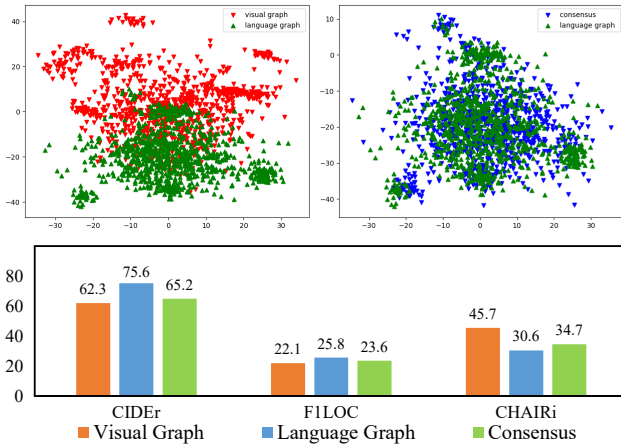 visual graph
language graph
40
20
0
−20
−40
−30 −20 −10 0 10 20 30
consensus
language graph
10
0
−10
−20
−30
−40
−30 −20 −10 0 10 20 30
80
60
40
20
0
62.3 75.6 65.2
22.1 25.8 23.6
45.7 30.6 34.7
CIDEr F1LOC CHAIRi
Visual Graph Language Graph Consensus